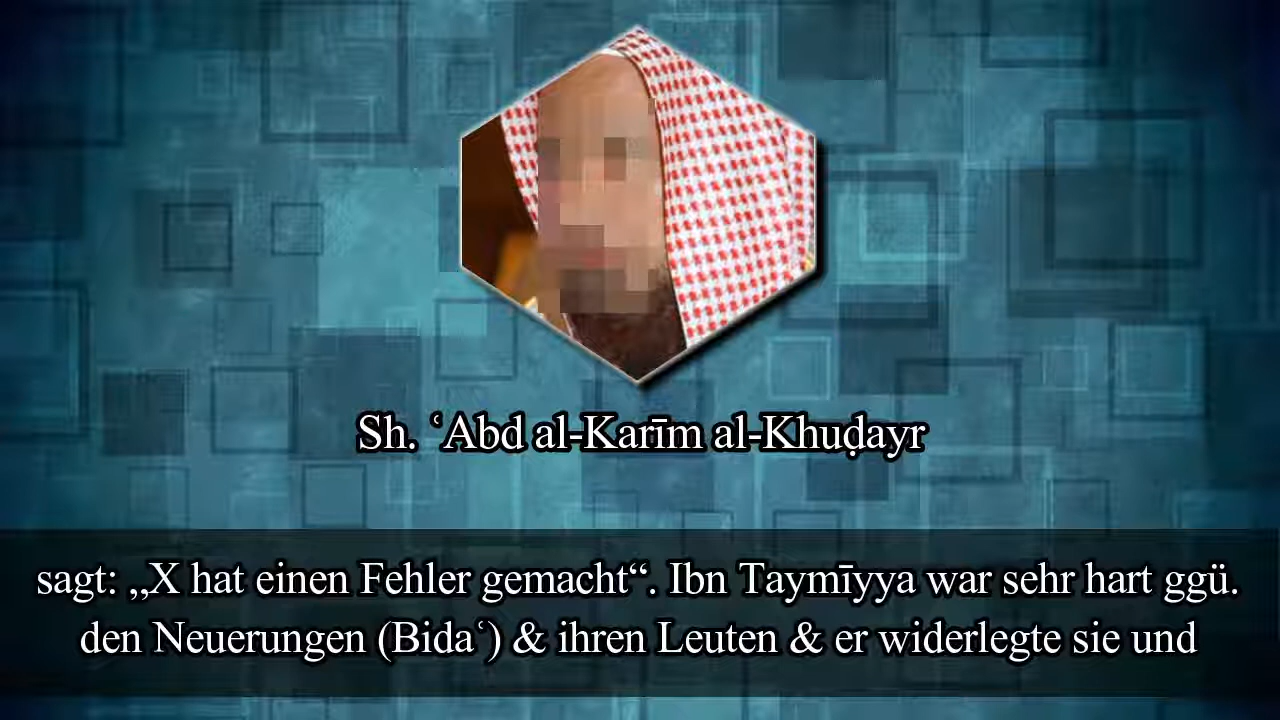 Sh. ʿAbd al-Karīm al-Khuḍayr
sagt: „X hat einen Fehler gemacht“. Ibn Taymīyya war sehr hart ggü.
den Neuerungen (Bidaʿ) & ihren Leuten & er widerlegte sie und